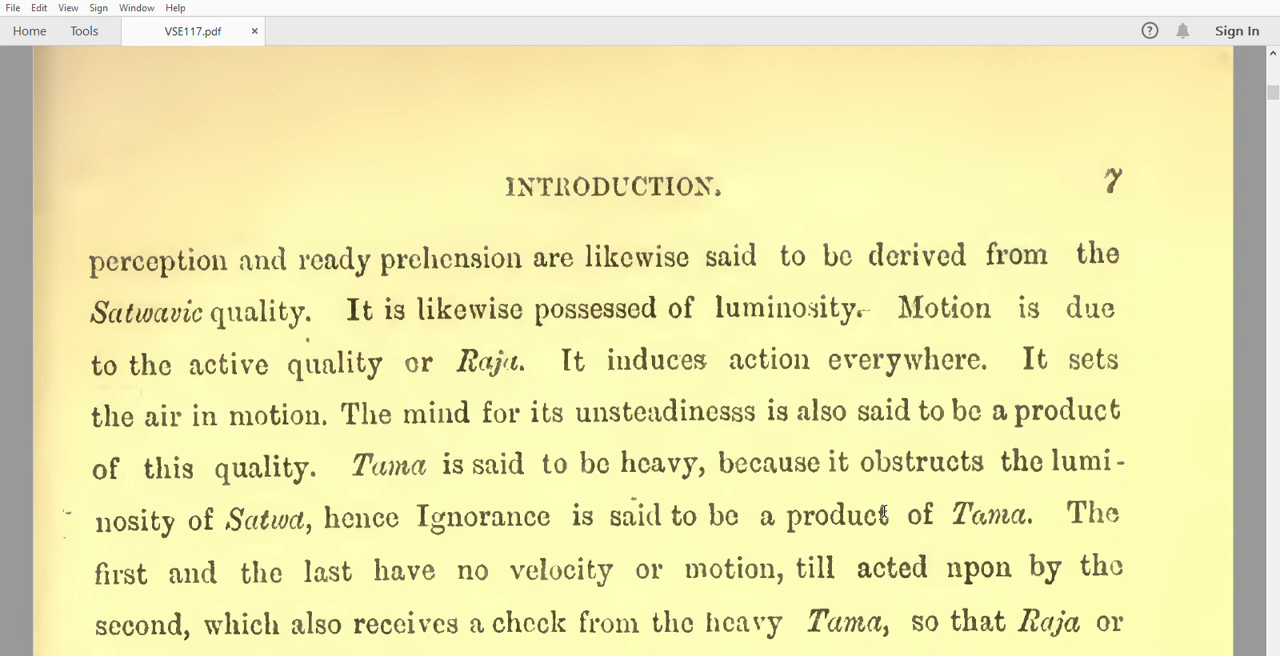 File Edit View Sign Window Help
Home Tools VSE117.pdf × ? Sign In
INTRODUCTION. 7
perception and ready prehension are likewise said to be derived from the
Satwavic quality. It is likewise possessed of luminosity. Motion is due
to the active quality or Raja. It induces action everywhere. It sets
the air in motion. The mind for its unsteadinesss is also said to be a product
of this quality. Tama is said to be heavy, because it obstructs the lumi-
nosity of Satwa, hence Ignorance is said to be a product of Tama. The
first and the last have no velocity or motion, till acted npon by the
second, which also receives a check from the heavy Tama, so that Raja or